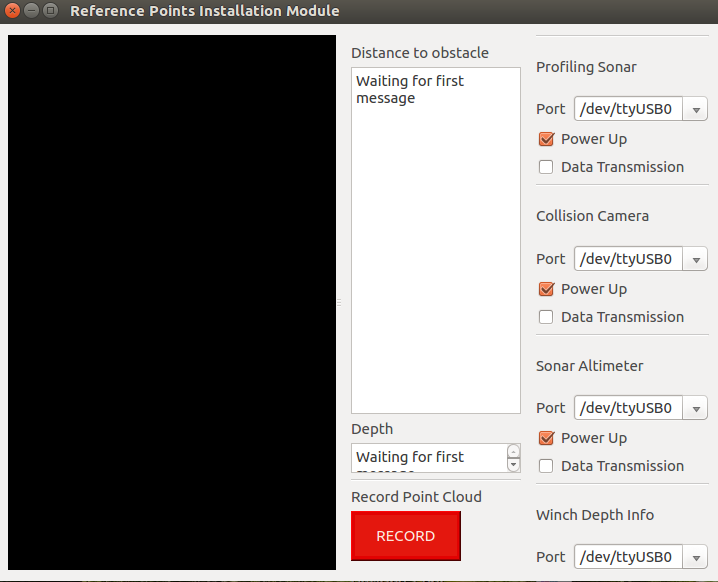 Reference Points Installation Module
Distance to obstacle
Waiting for first
message
Depth
Waiting for first
message
Record Point Cloud
RECORD
Profiling Sonar
Port /dev/ttyUSB0
Power Up
Data Transmission
Collision Camera
Port /dev/ttyUSB0
Power Up
Data Transmission
Sonar Altimeter
Port /dev/ttyUSB0
Power Up
Data Transmission
Winch Depth Info
Port /dev/ttyUSB0